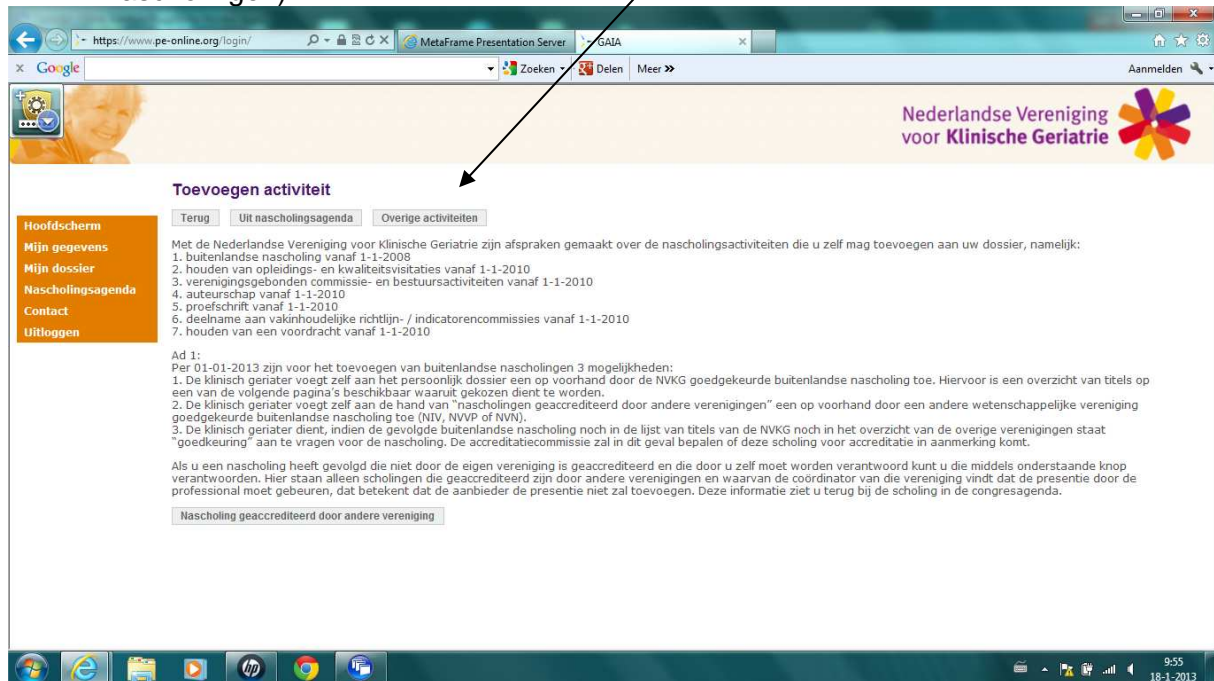 https://www.pe-online.org/login/
MetaFrame Presentation Server
GAIA
x Google
Zoeken
Delen
Meer »
Aanmelden
Nederlandse Vereniging
voor Klinische Geriatrie
Toevoegen activiteit
Terug
Uit nascholingsagenda
Overige activiteiten
Hoofdscherm
Mijn gegevens
Mijn dossier
Nascholingsagenda
Contact
Uitloggen
Met de Nederlandse Vereniging voor Klinische Geriatrie zijn afspraken gemaakt over de nascholingsactiviteiten die u zelf mag toevoegen aan uw dossier, namelijk:
1. buitenlandse nascholing vanaf 1-1-2008
2. houden van opleidings- en kwaliteitsvisitaties vanaf 1-1-2010
3. verenigingsgebonden commissie- en bestuursactiviteiten vanaf 1-1-2010
4. auteurschap vanaf 1-1-2010
5. proefschrift vanaf 1-1-2010
6. deelname aan vakinhoudelijke richtlijn- / indicatorencommissies vanaf 1-1-2010
7. houden van een voordracht vanaf 1-1-2010
Ad 1:
Per 01-01-2013 zijn voor het toevoegen van buitenlandse nascholingen 3 mogelijkheden:
1. De klinisch geriater voegt zelf aan het persoonlijk dossier een op voorhand door de NVKG goedgekeurde buitenlandse nascholing toe. Hiervoor is een overzicht van titels op
een van de volgende pagina's beschikbaar waaruit gekozen dient te worden.
2. De klinisch geriater voegt zelf aan de hand van "nascholingen geaccrediteerd door andere verenigingen" een op voorhand door een andere wetenschappelijke vereniging
goedgekeurde buitenlandse nascholing toe (NIV, NVVP of NVN).
3. De klinisch geriater dient, indien de gevolgde buitenlandse nascholing noch in de lijst van titels van de NVKG noch in het overzicht van de overige verenigingen staat
"goedkeuring" aan te vragen voor de nascholing. De accreditatiecommissie zal in dit geval bepalen of deze scholing voor accreditatie in aanmerking komt.
Als u een nascholing heeft gevolgd die niet door de eigen vereniging is geaccrediteerd en die door u zelf moet worden verantwoord kunt u die middels onderstaande knop
verantwoorden. Hier staan alleen scholingen die geaccrediteerd zijn door andere verenigingen en waarvan de coördinator van die vereniging vindt dat de presentie door de
professional moet gebeuren, dat betekent dat de aanbieder de presentie niet zal toevoegen. Deze informatie ziet u terug bij de scholing in de congresagenda.
Nascholing geaccrediteerd door andere vereniging
9:55
18-1-2013